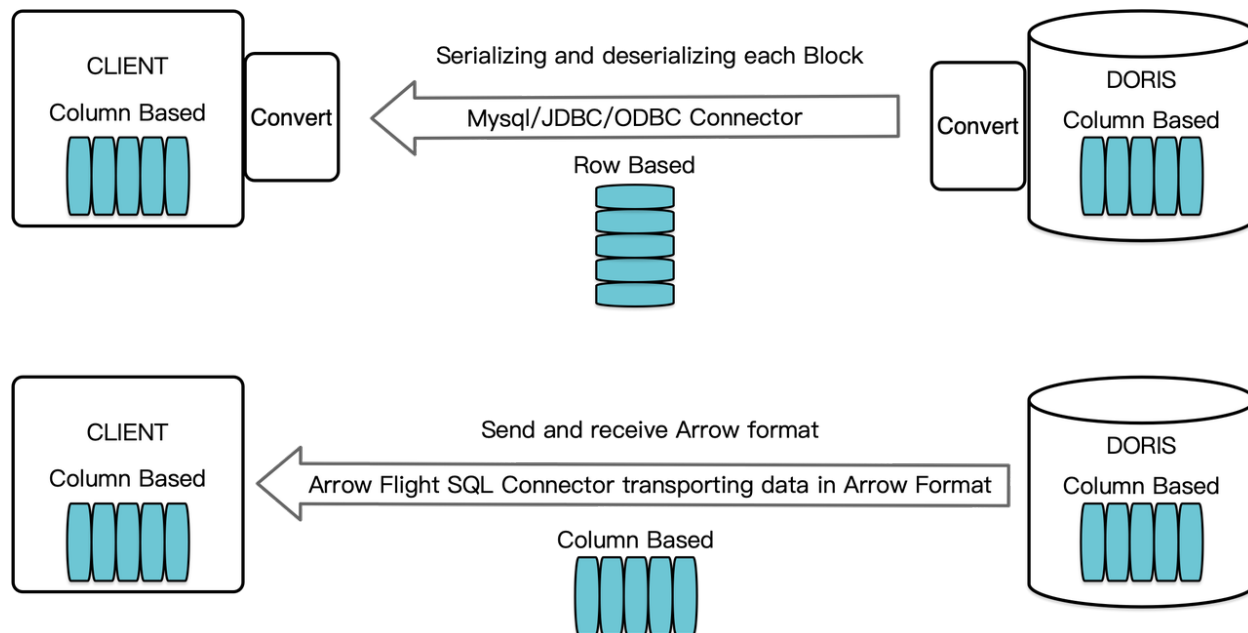 CLIENT
Column Based
Convert
Serializing and deserializing each Block
Mysql/JDBC/ODBC Connector
Row Based
Convert
DORIS
Column Based
CLIENT
Column Based
Send and receive Arrow format
Arrow Flight SQL Connector transporting data in Arrow Format
Column Based
DORIS
Column Based